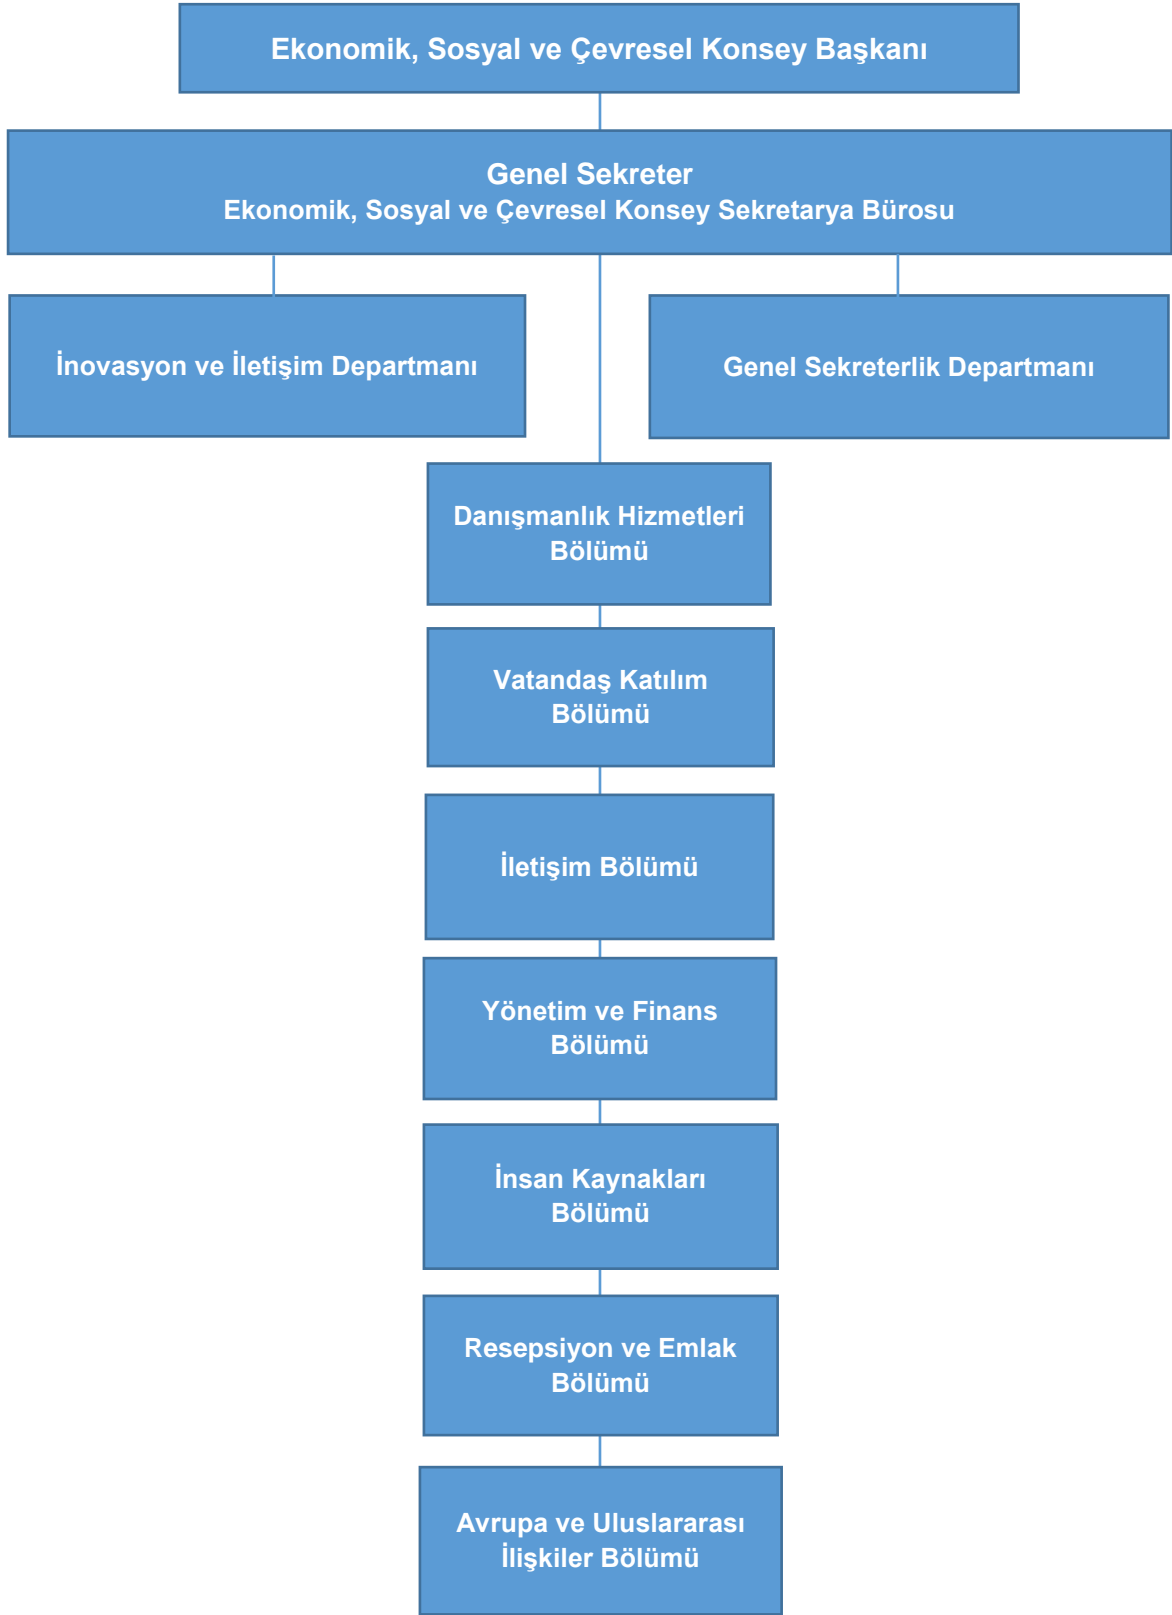 Ekonomik, Sosyal ve Çevresel Konsey Başkanı
Genel Sekreter
Ekonomik, Sosyal ve Çevresel Konsey Sekretarya Bürosu
İnovasyon ve İletişim Departmanı
Genel Sekreterlik Departmanı
Danışmanlık Hizmetleri
Bölümü
Vatandaş Katılım
Bölümü
İletişim Bölümü
Yönetim ve Finans
Bölümü
İnsan Kaynakları
Bölümü
Resepsiyon ve Emlak
Bölümü
Avrupa ve Uluslararası
İlişkiler Bölümü